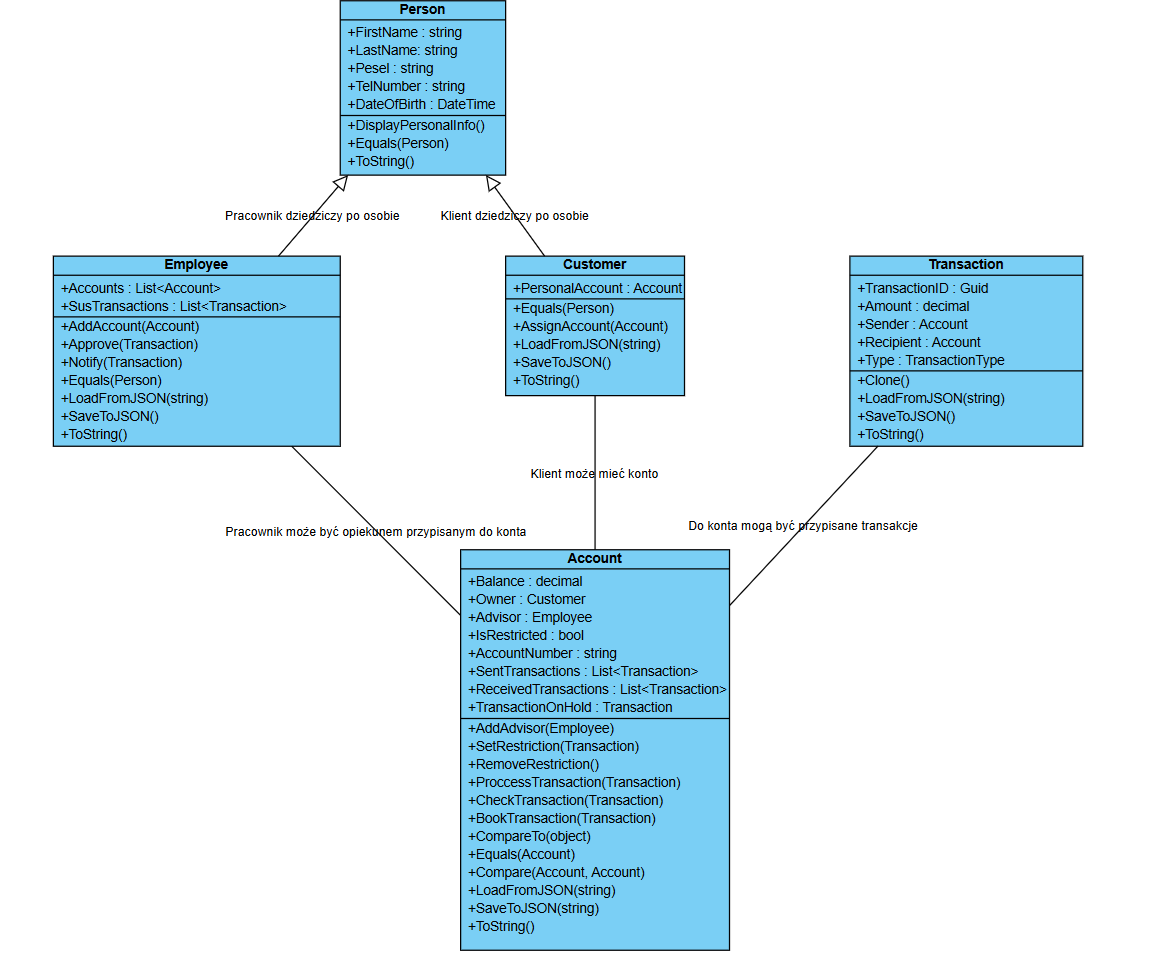 Person
+FirstName : string
+LastName: string
+Pesel : string
+TelNumber : string
+DateOfBirth : DateTime
+DisplayPersonalInfo()
+Equals(Person)
+ToString()
Pracownik dziedziczy po osobie
Klient dziedziczy po osobie
Employee
+Accounts : List<Account>
+SusTransactions : List<Transaction>
+AddAccount(Account)
+Approve(Transaction)
+Notify(Transaction)
+Equals(Person)
+LoadFromJSON(string)
+SaveToJSON()
+ToString()
Customer
+PersonalAccount : Account
+Equals(Person)
+AssignAccount(Account)
+LoadFromJSON(string)
+SaveToJSON()
+ToString()
Transaction
+TransactionID : Guid
+Amount : decimal
+Sender : Account
+Recipient : Account
+Type : TransactionType
+Clone()
+LoadFromJSON(string)
+SaveToJSON()
+ToString()
Klient może mieć konto
Pracownik może być opiekunem przypisanym do konta
Do konta mogą być przypisane transakcje
Account
+Balance : decimal
+Owner : Customer
+Advisor : Employee
+IsRestricted : bool
+AccountNumber : string
+SentTransactions : List<Transaction>
+ReceivedTransactions : List<Transaction>
+TransactionOnHold : Transaction
+AddAdvisor(Employee)
+SetRestriction(Transaction)
+RemoveRestriction()
+ProccessTransaction(Transaction)
+CheckTransaction(Transaction)
+BookTransaction(Transaction)
+CompareTo(object)
+Equals(Account)
+Compare(Account, Account)
+LoadFromJSON(string)
+SaveToJSON(string)
+ToString()